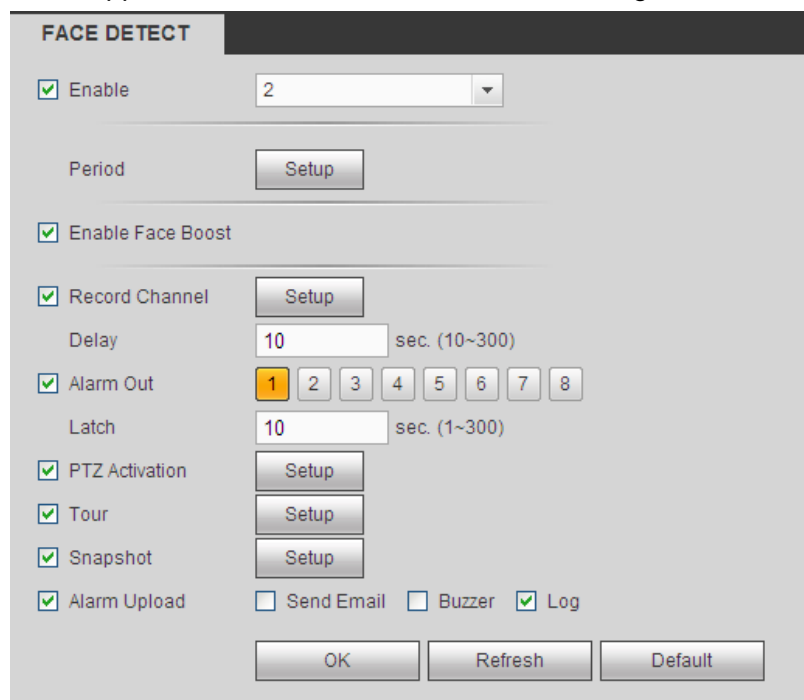 FACE DETECT
Enable 2
Period Setup
Enable Face Boost
Record Channel Setup
Delay 10 sec. (10~300)
Alarm Out 1 2 3 4 5 6 7 8
Latch 10 sec. (1~300)
PTZ Activation Setup
Tour Setup
Snapshot Setup
Alarm Upload Send Email Buzzer Log
OK Refresh Default